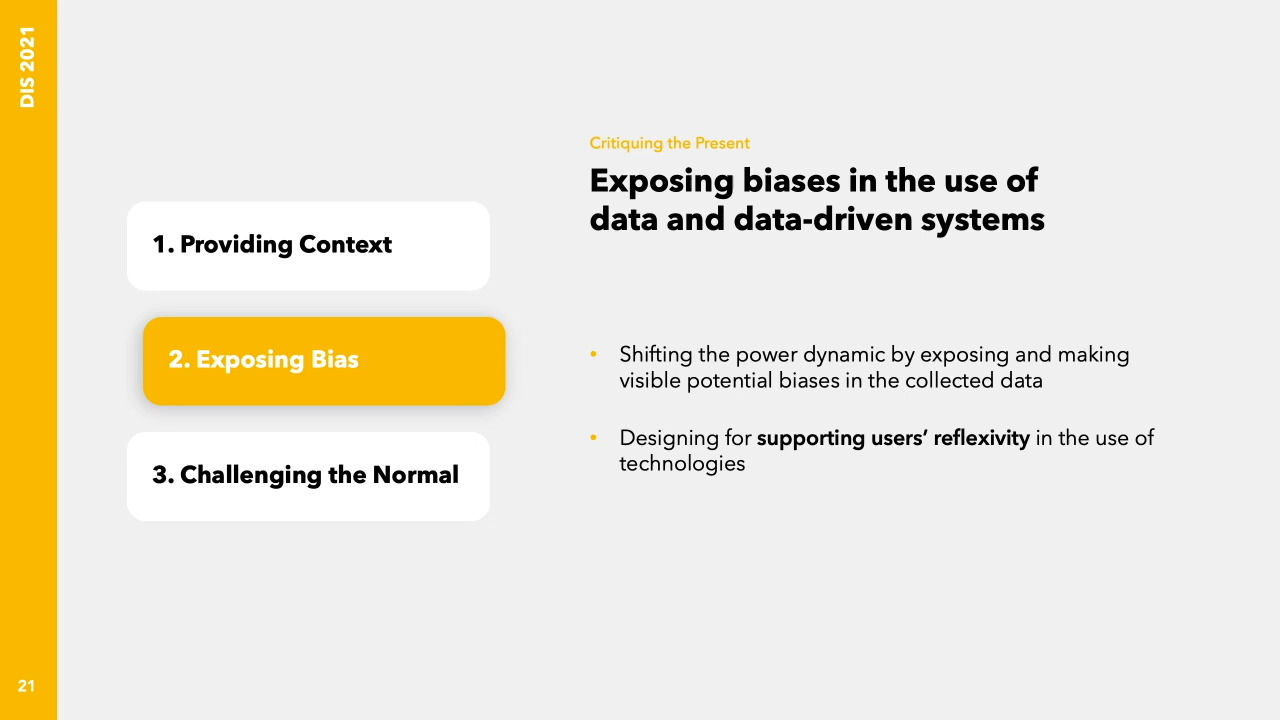 DIS 2021
Critiquing the Present
Exposing biases in the use of
data and data-driven systems
1. Providing Context
2. Exposing Bias
3. Challenging the Normal
• Shifting the power dynamic by exposing and making
visible potential biases in the collected data
• Designing for supporting users’ reflexivity in the use of
technologies
21